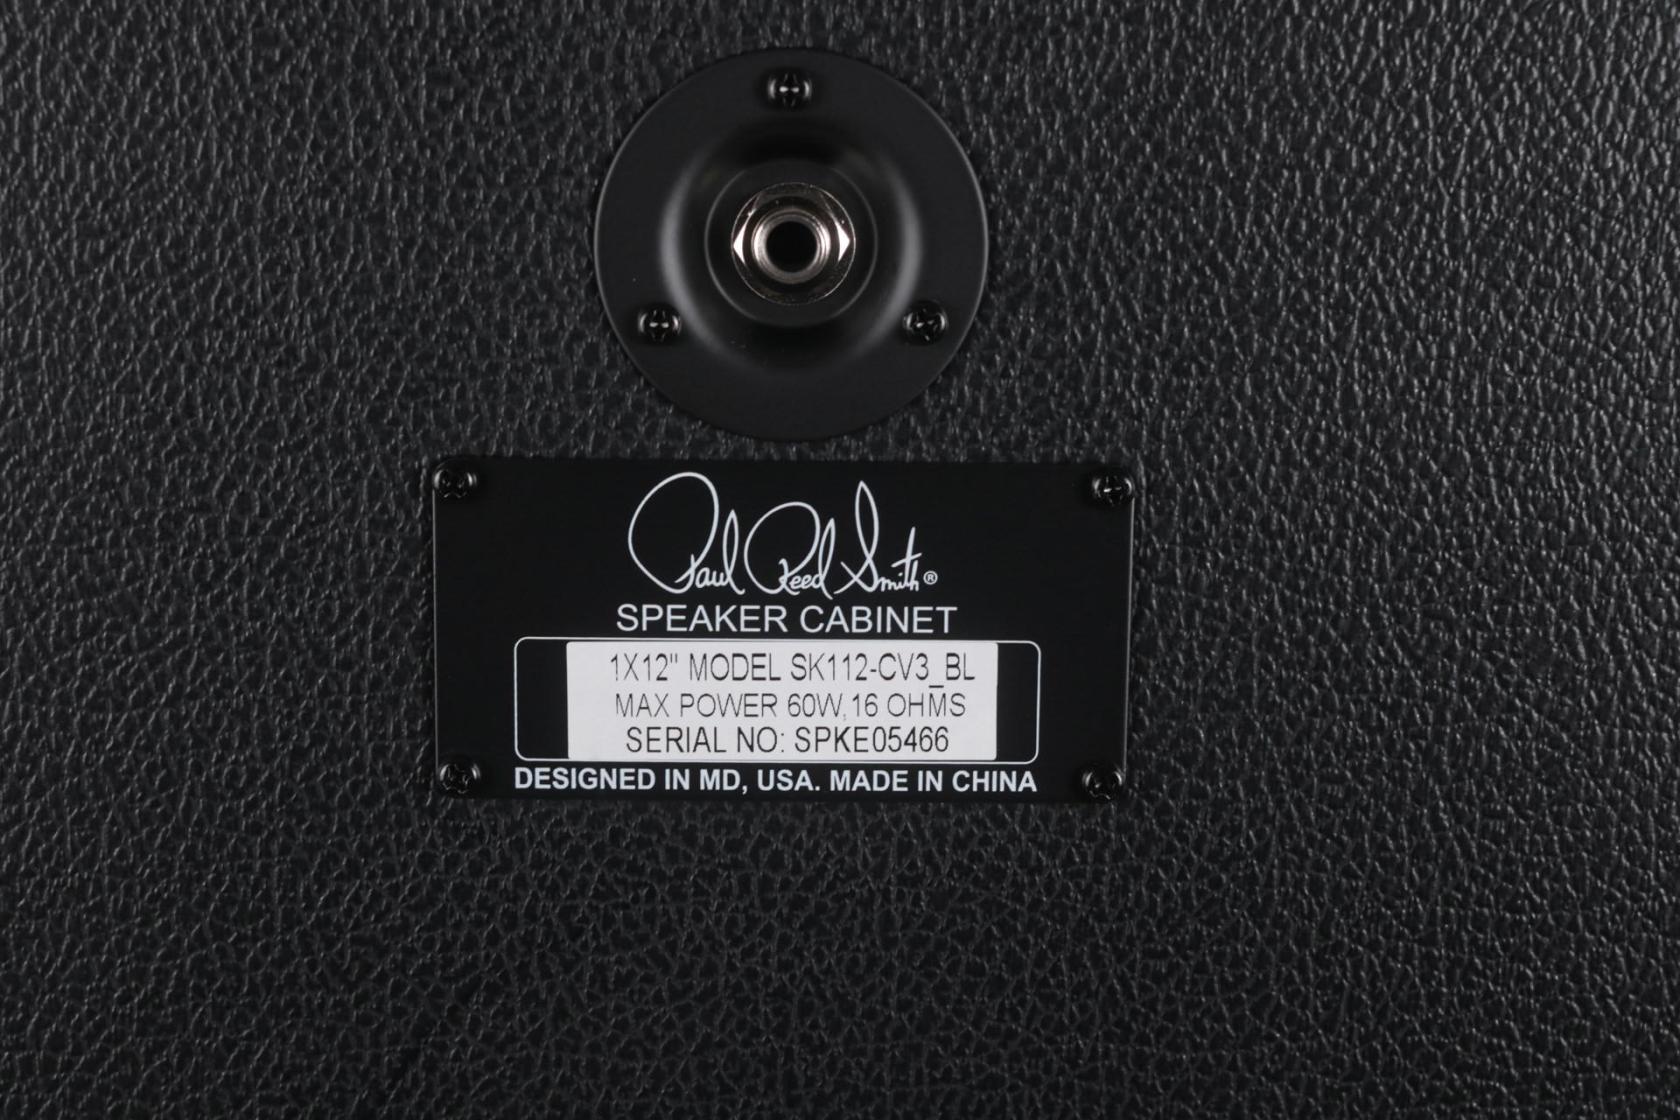 Paul Reed Smith®
SPEAKER CABINET
1X12" MODEL SK112-CV3_BL
MAX POWER 60W,16 OHMS
SERIAL NO: SPKE05466
DESIGNED IN MD, USA. MADE IN CHINA